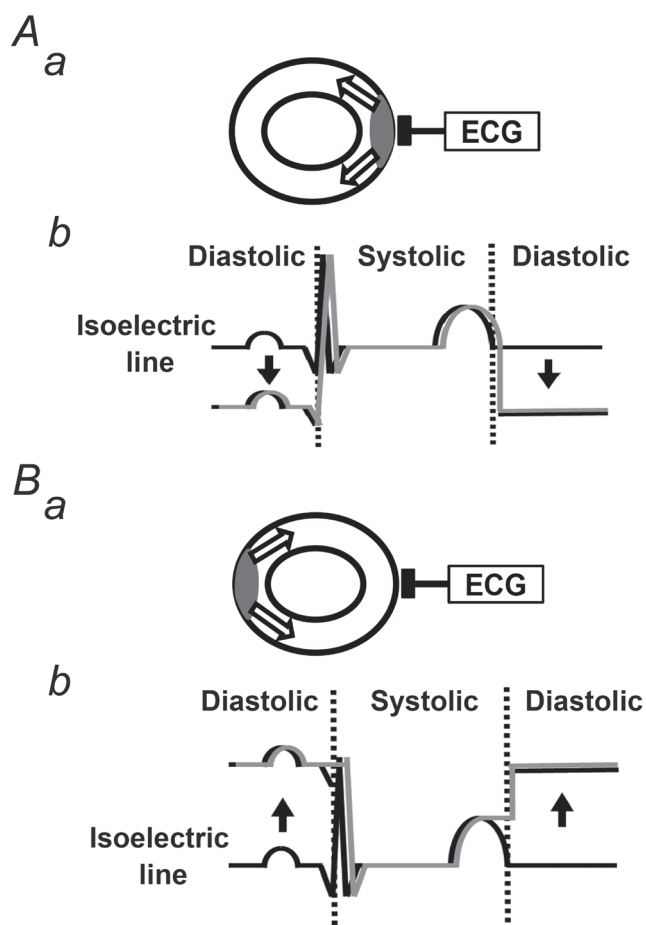 A
a
ECG
b
Diastolic Systolic Diastolic
Isoelectric
line
B
a
ECG
b
Diastolic Systolic Diastolic
Isoelectric
line